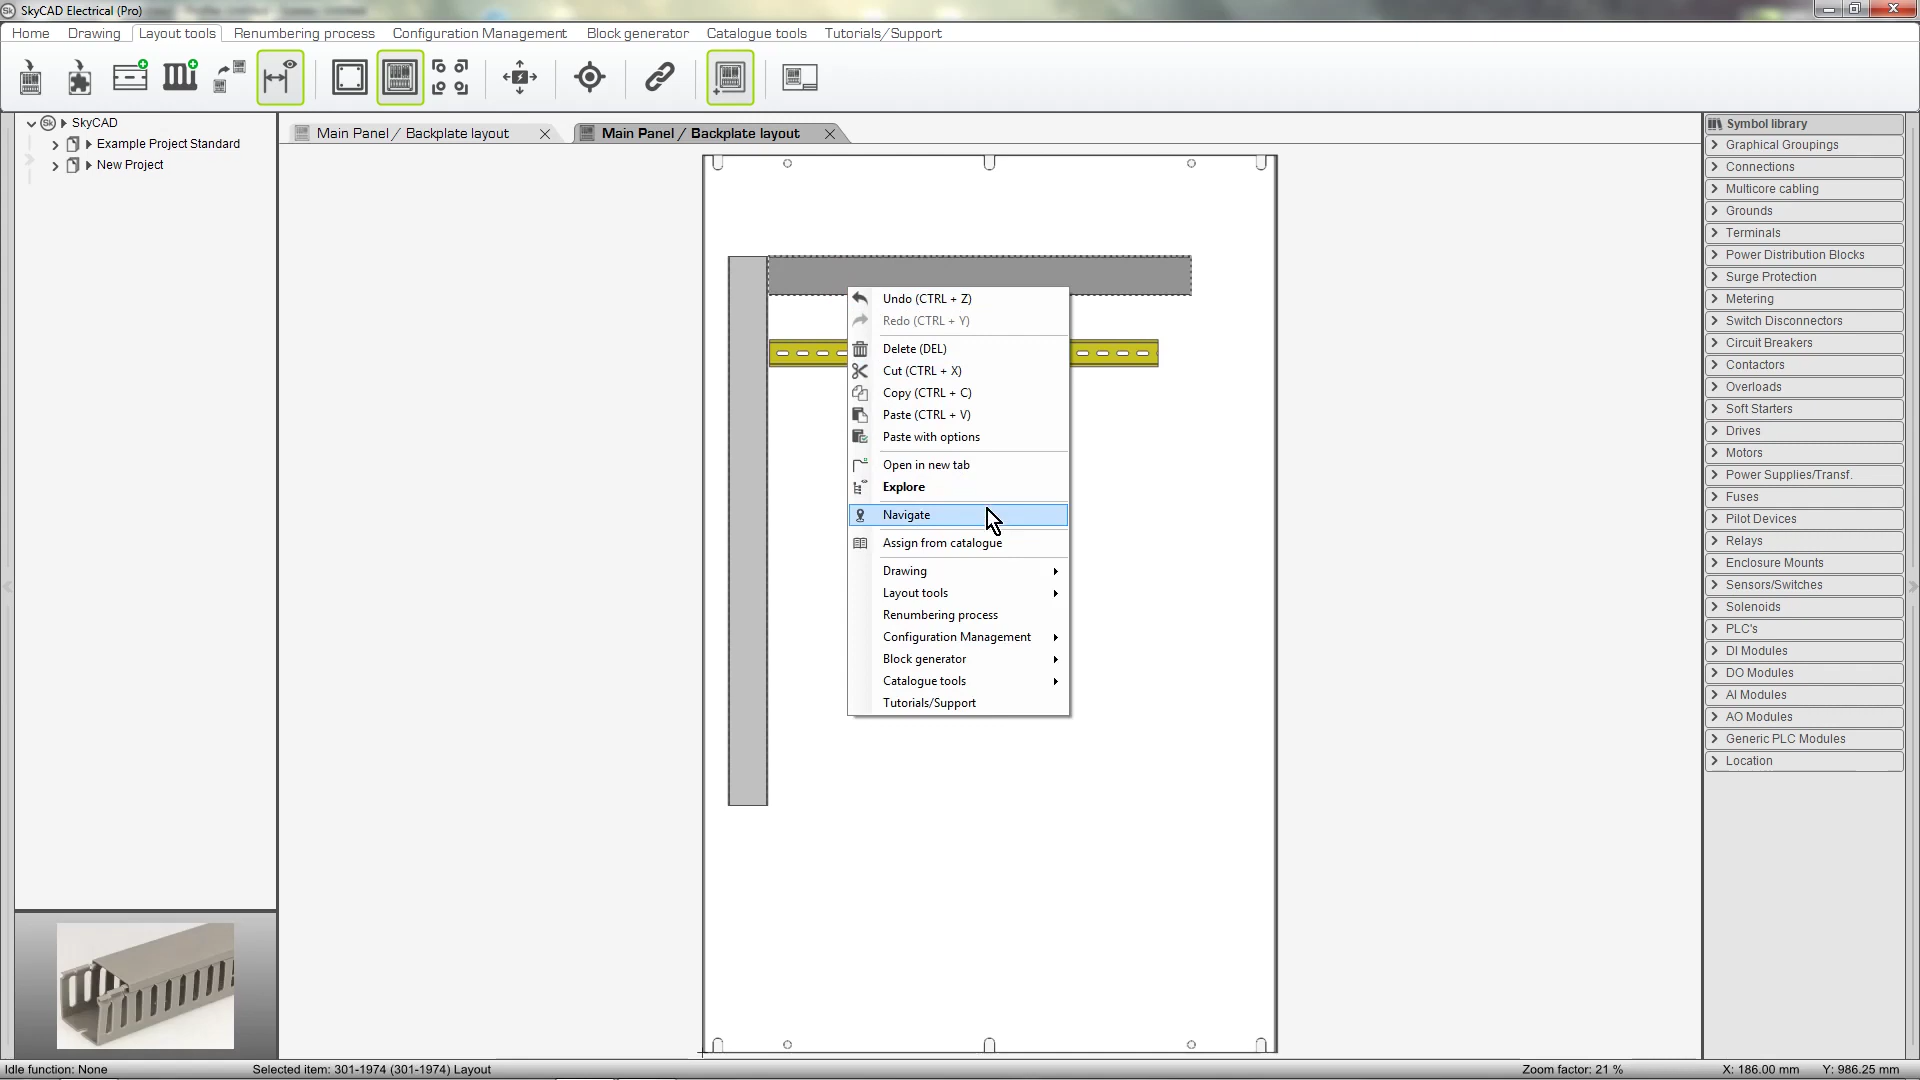 SkyCAD Electrical (Pro)
Home Drawing Layout tools Renumbering process Configuration Management Block generator Catalogue tools Tutorials/Support
SkyCAD
Example Project Standard
New Project
Main Panel / Backplate layout
Main Panel / Backplate layout
Undo (CTRL + Z)
Redo (CTRL + Y)
Delete (DEL)
Cut (CTRL + X)
Copy (CTRL + C)
Paste (CTRL + V)
Paste with options
Open in new tab
Explore
Navigate
Assign from catalogue
Drawing
Layout tools
Renumbering process
Configuration Management
Block generator
Catalogue tools
Tutorials/Support
Symbol library
Graphical Groupings
Connections
Multicore cabling
Grounds
Terminals
Power Distribution Blocks
Surge Protection
Metering
Switch Disconnectors
Circuit Breakers
Contactors
Overloads
Soft Starters
Drives
Motors
Power Supplies/Transf.
Fuses
Pilot Devices
Relays
Enclosure Mounts
Sensors/Switches
Solenoids
PLC's
DI Modules
DO Modules
AI Modules
AO Modules
Generic PLC Modules
Location
Idle function: None Selected item: 301-1974 (301-1974) Layout Zoom factor: 21 % X: 186.00 mm Y: 986.25 mm